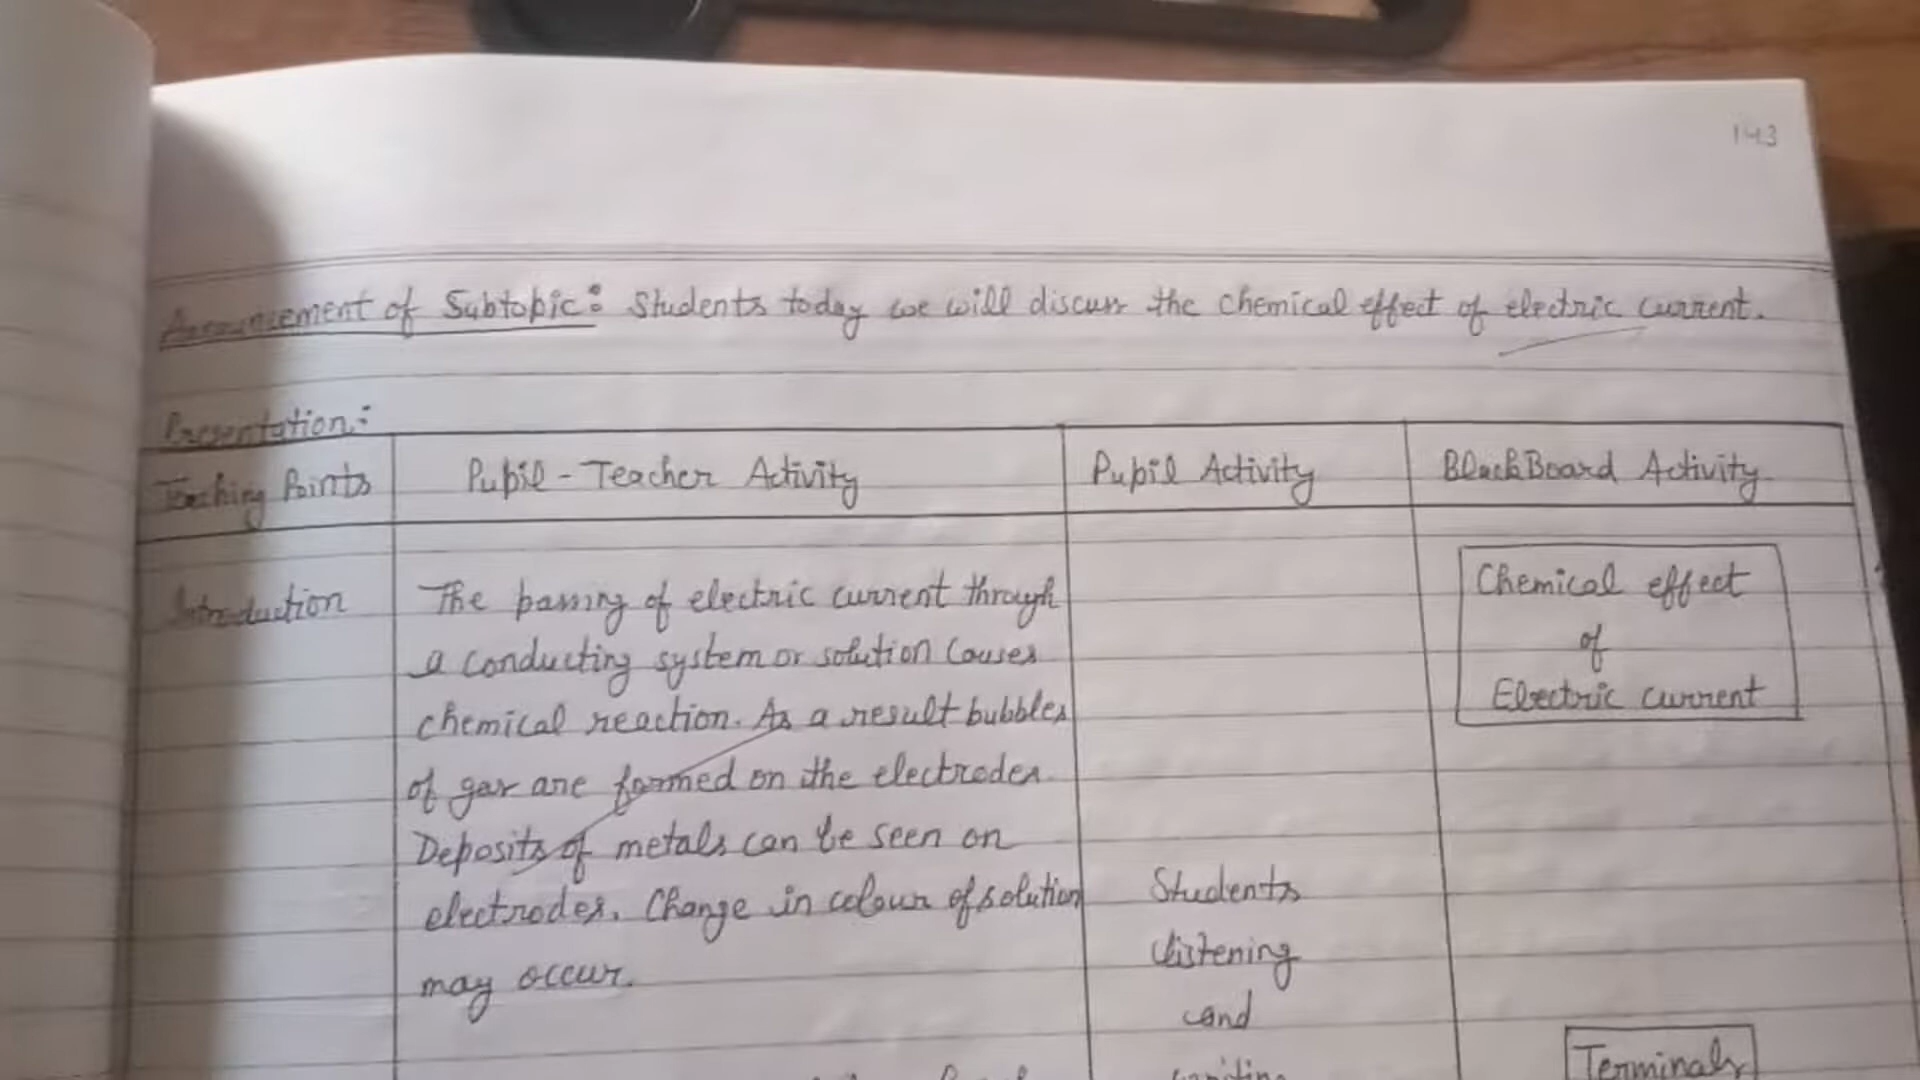 143
Announcement of Subtopic: Students today we will discuss the chemical effect of electric current.
Presentation:
Teaching Points Pupil - Teacher Activity Pupil Activity BlackBoard Activity
Introduction
The passing of electric current through
a conducting system or solution causes
chemical reaction. As a result bubbles
of gas are formed on the electrodes.
Deposits of metals can be seen on
electrodes. Change in colour of solution
may occur.
Students
listening
and
writing
Chemical effect
of
Electric current
Terminals